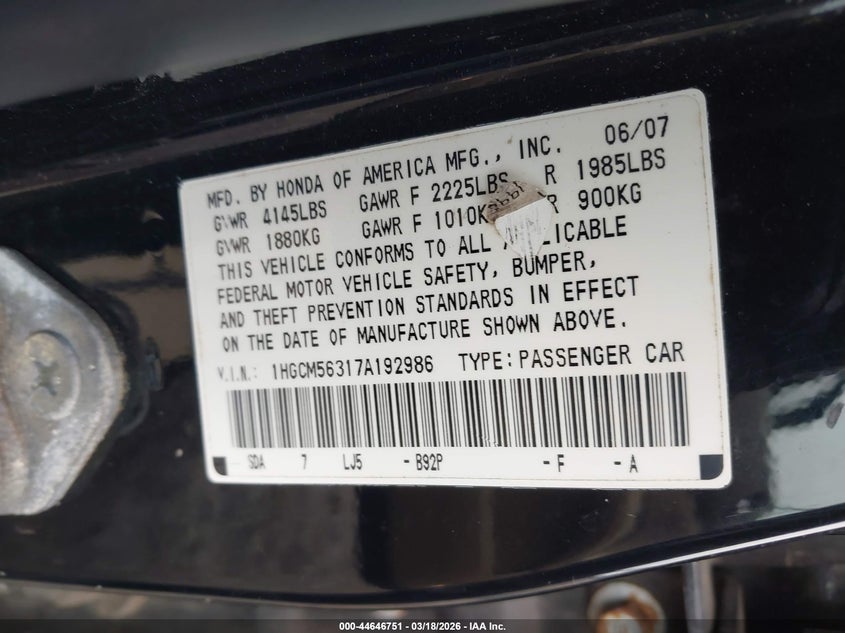 06/07
MFD. BY HONDA OF AMERICA MFG., INC.
GVWR 4145LBS GAWR F 2225LBS R 1985LBS
GVWR 1880KG GAWR F 1010K R 900KG
THIS VEHICLE CONFORMS TO ALL A LICABLE
FEDERAL MOTOR VEHICLE SAFETY, BUMPER,
AND THEFT PREVENTION STANDARDS IN EFFECT
ON THE DATE OF MANUFACTURE SHOWN ABOVE.
V.I.N.: 1HGCM56317A192986 TYPE:PASSENGER CAR
SDA 7 LJ5 - B92P - F - A
000-44646751 - 03/18/2026 - IAA Inc.